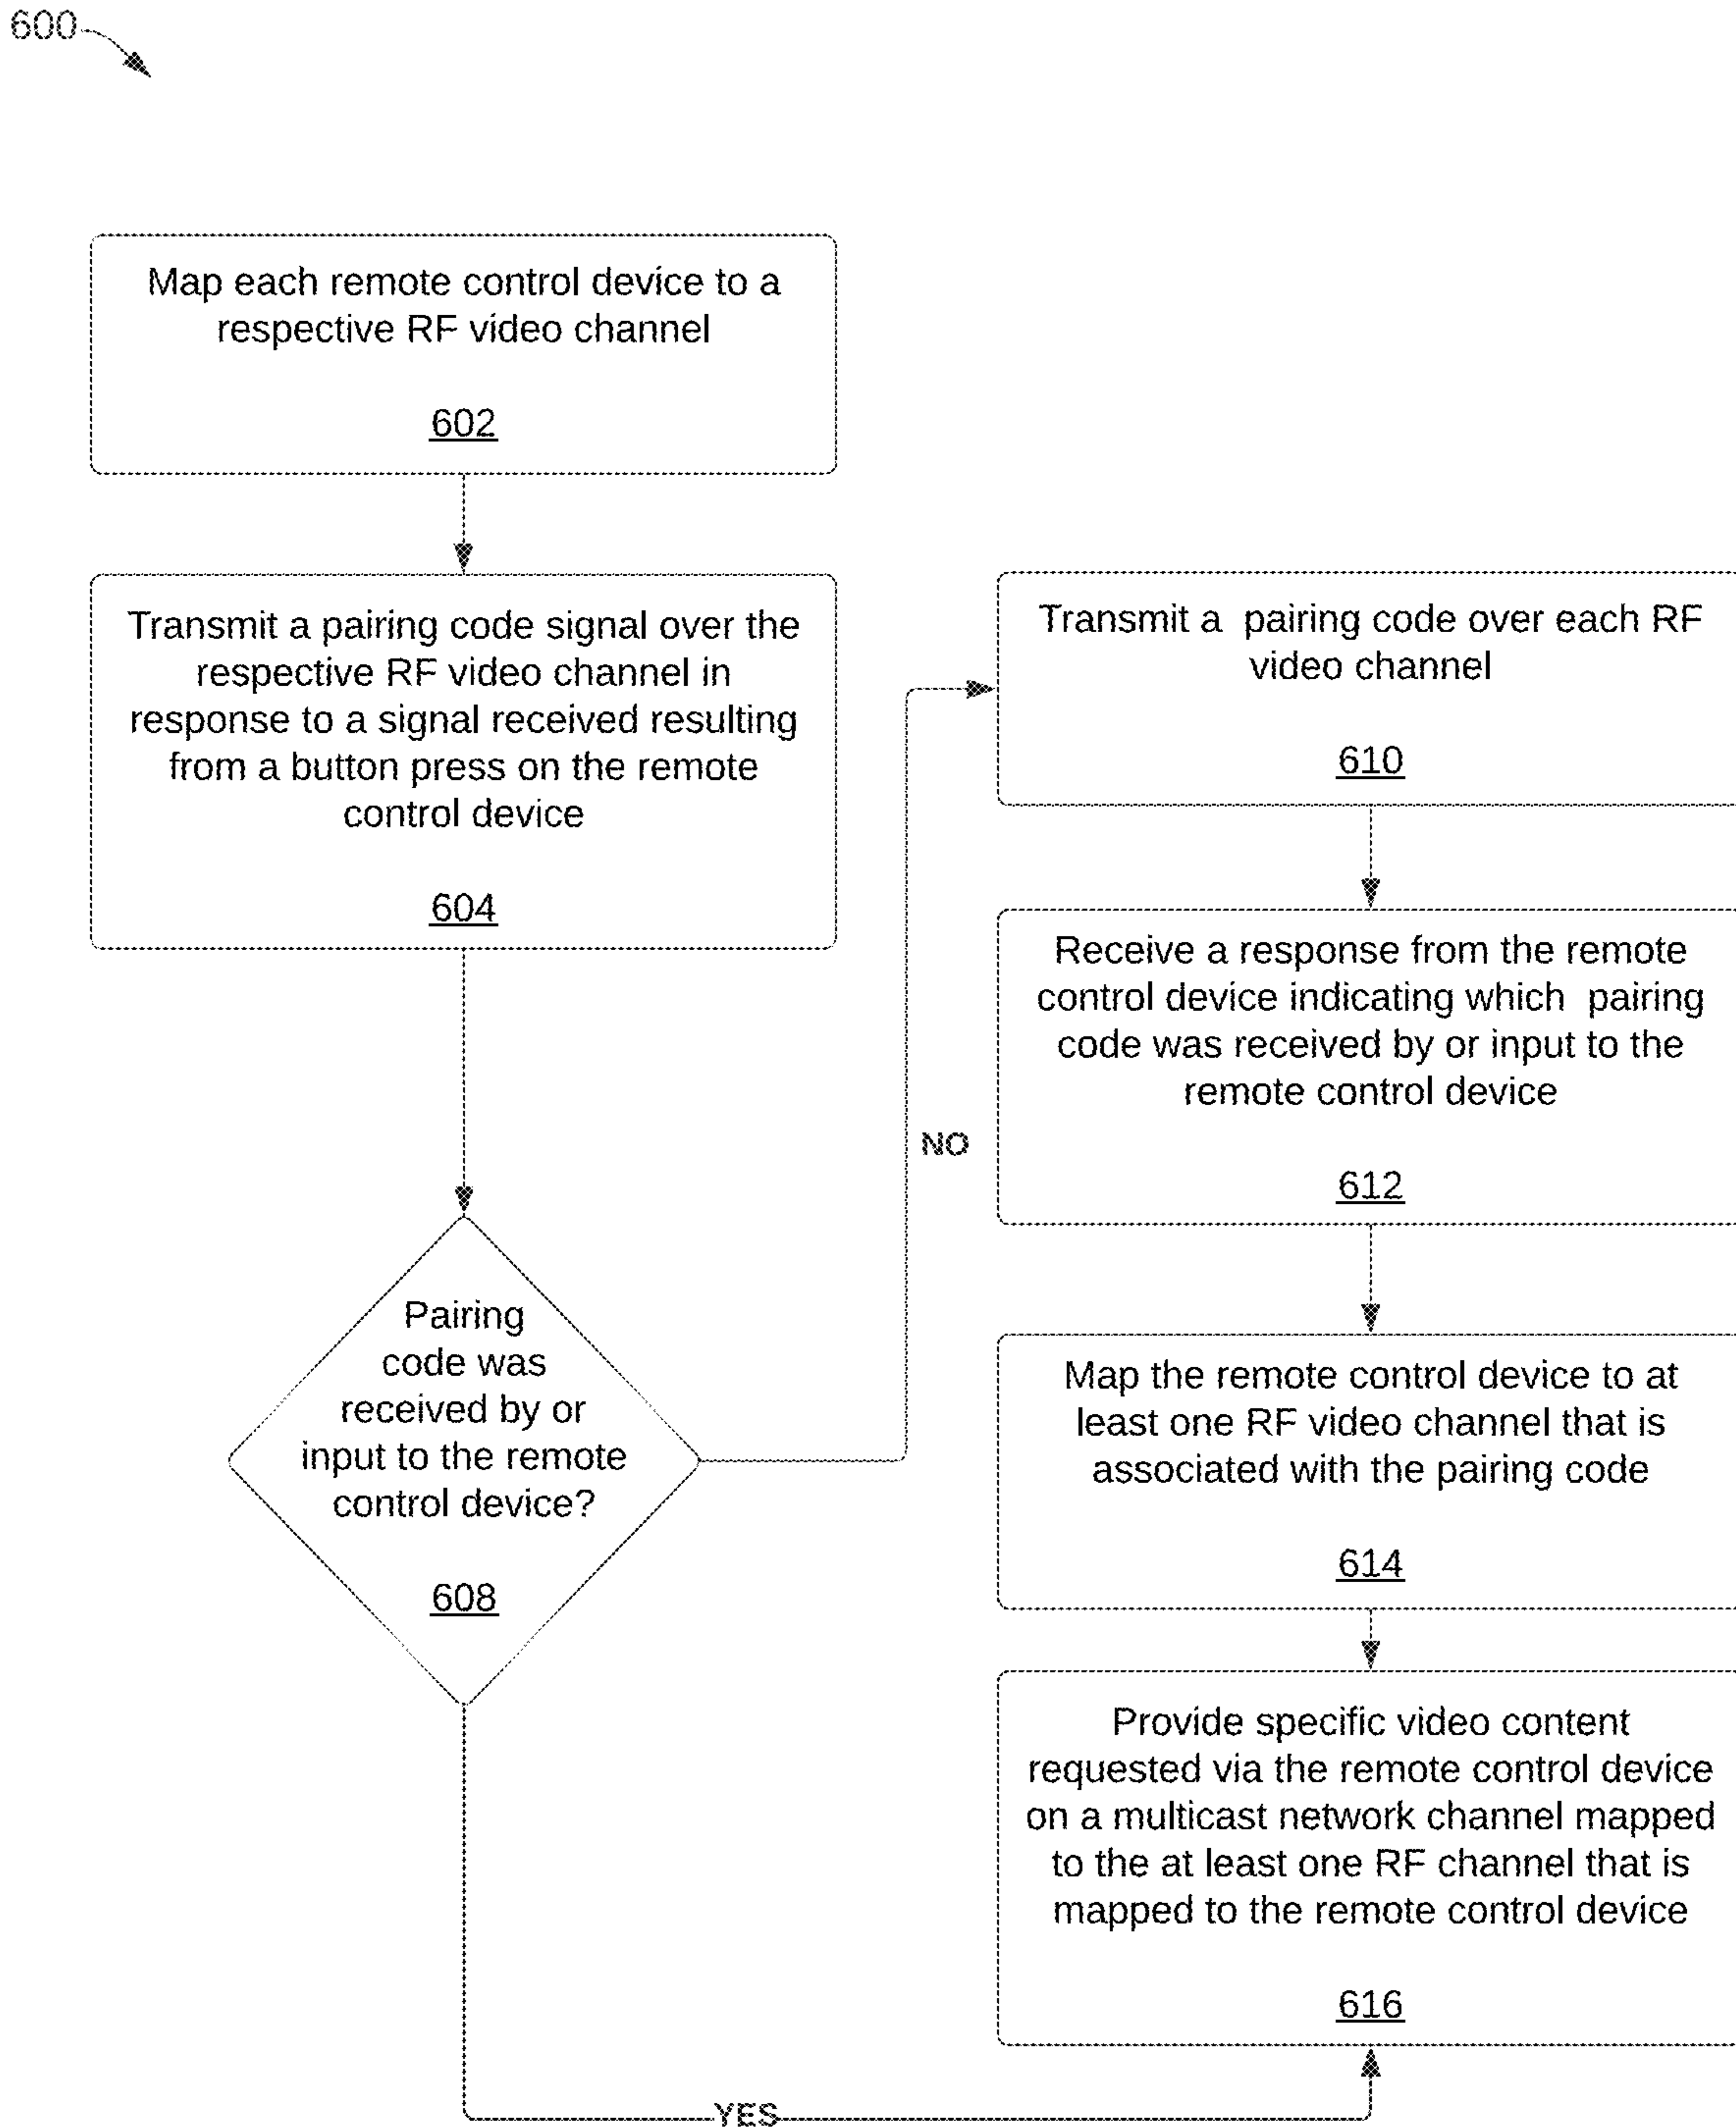 600
Map each remote control device to a
respective RF video channel
602
Transmit a pairing code signal over the
respective RF video channel in
response to a signal received resulting
from a button press on the remote
control device
604
Pairing
code was
received by or
input to the remote
control device?
608
NO
YES
Transmit a pairing code over each RF
video channel
610
Receive a response from the remote
control device indicating which pairing
code was received by or input to the
remote control device
612
Map the remote control device to at
least one RF video channel that is
associated with the pairing code
614
Provide specific video content
requested via the remote control device
on a multicast network channel mapped
to the at least one RF channel that is
mapped to the remote control device
616